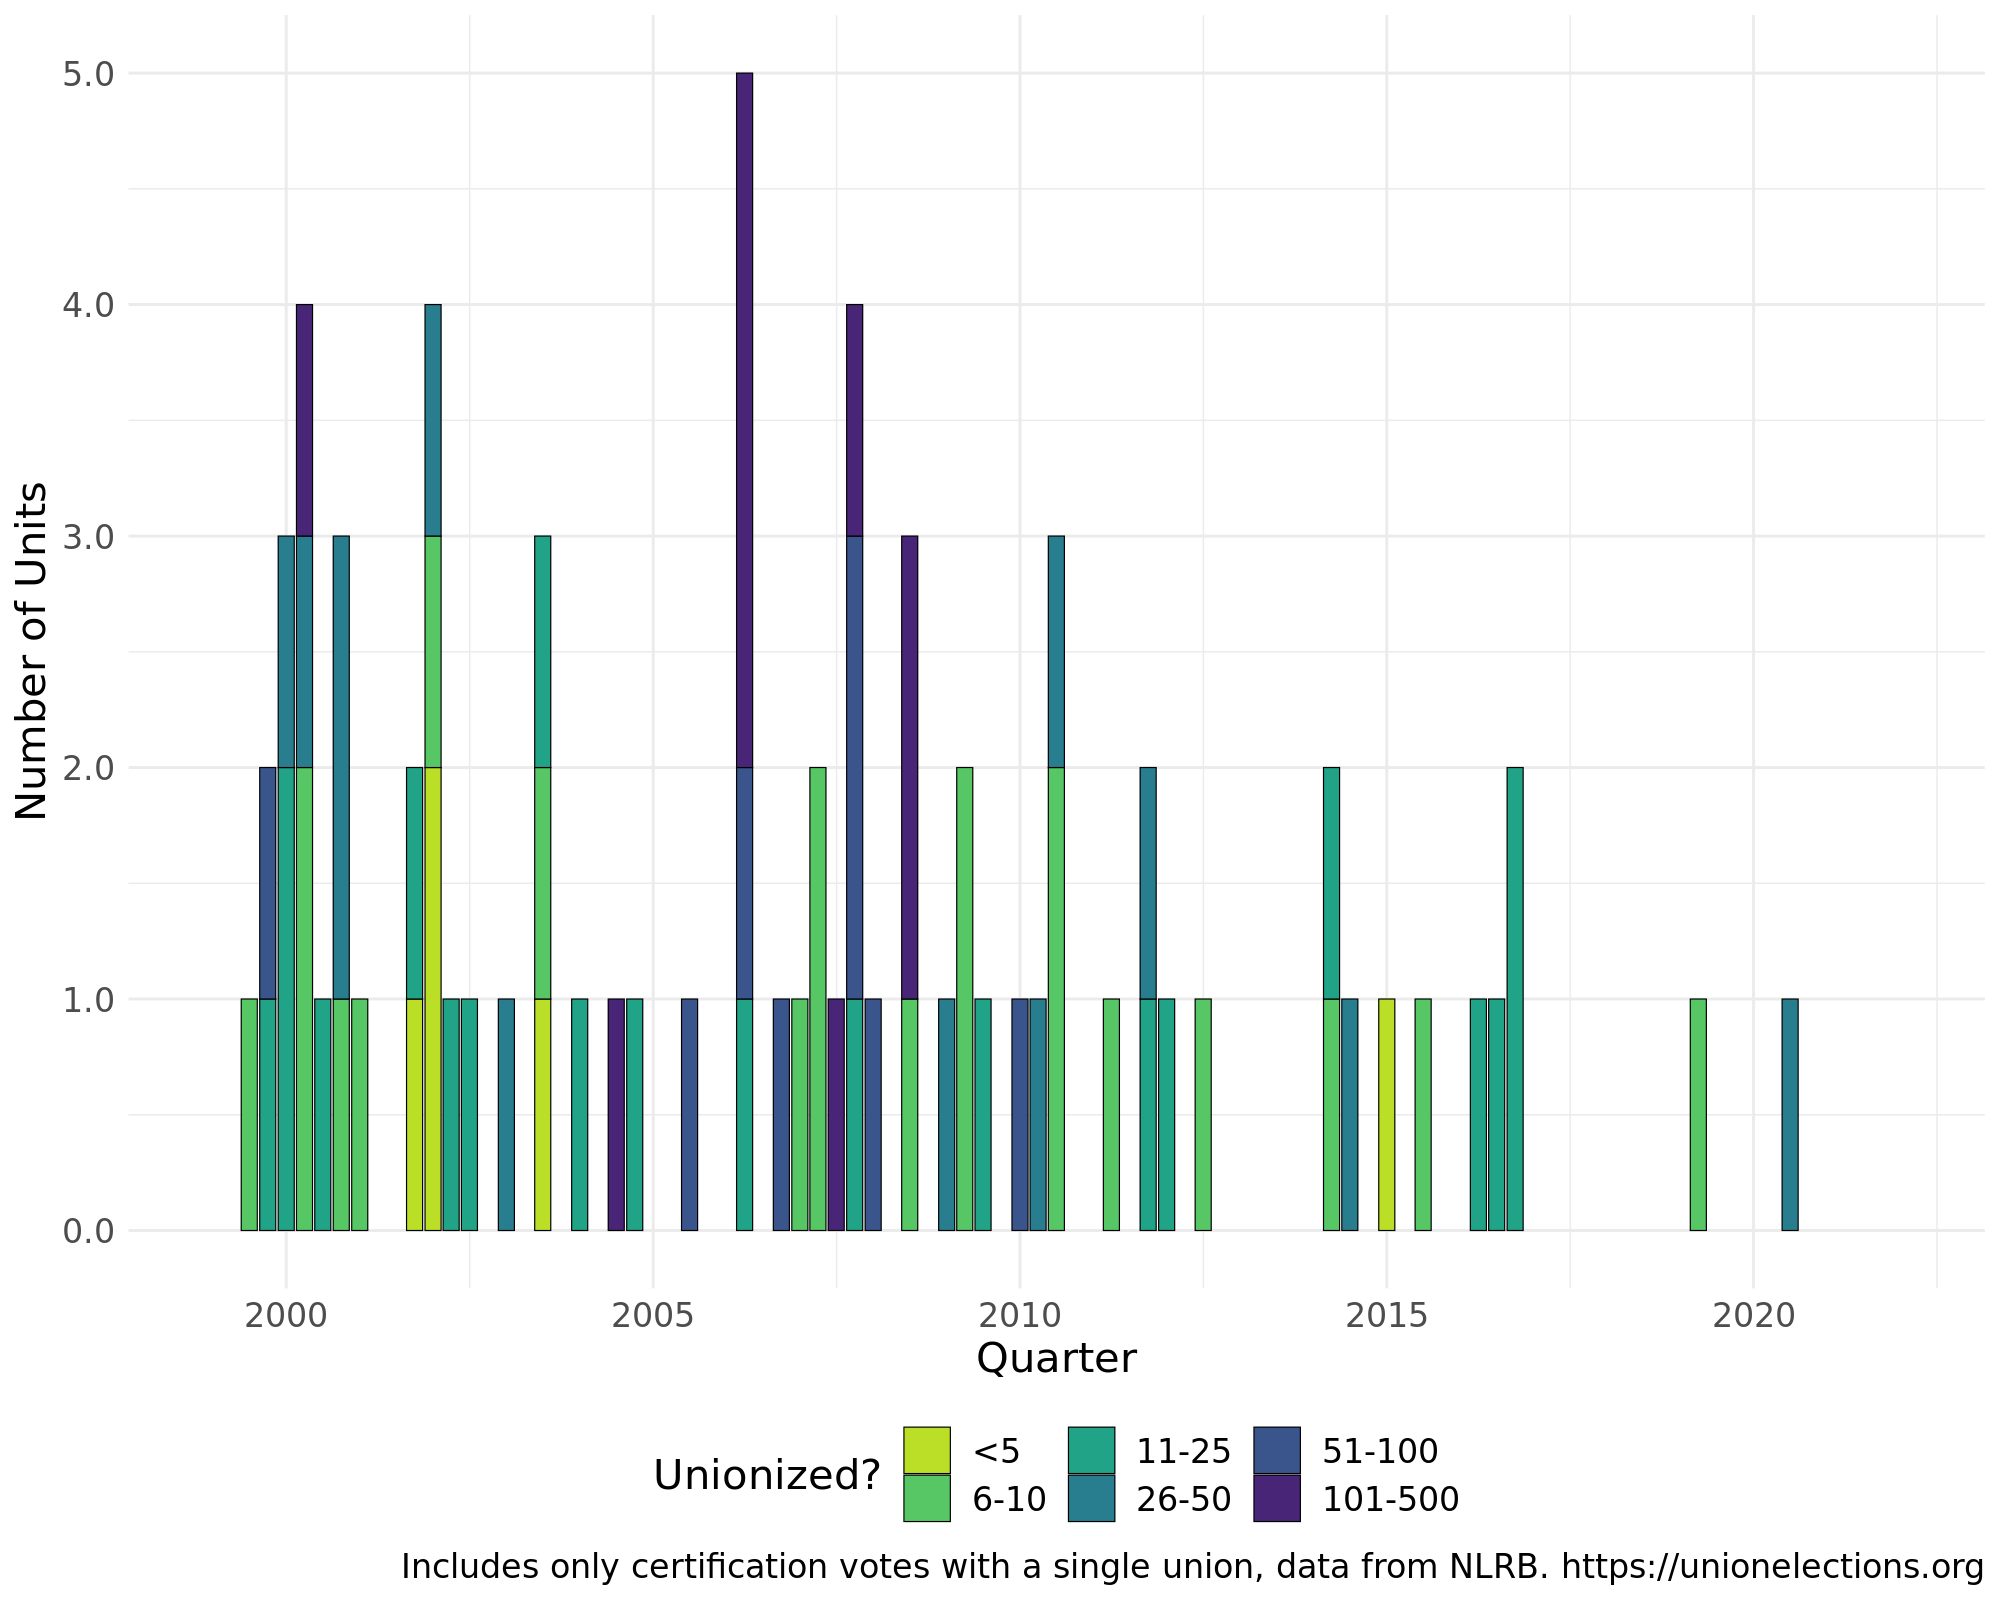 5.0
4.0
3.0
2.0
1.0
0.0
Number of Units
2000 2005 2010 2015 2020
Quarter
Unionized?
<5 11-25 51-100
6-10 26-50 101-500
Includes only certification votes with a single union, data from NLRB. https://unionelections.org